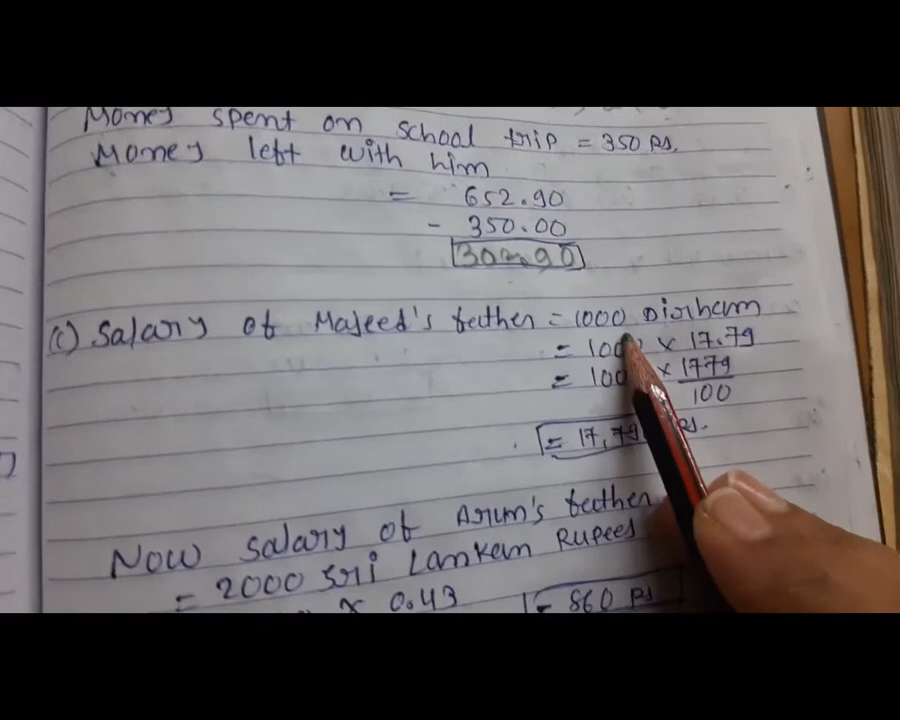 Money spent on school trip = 350 Rs.
Money left with him
= 652.90
- 350.00
302.90
(c) Salary of Majeed's father = 1000 Dirham
= 100 × 17.79
= 100 × 1779
100
= 17,79 Rs.
Now salary of Arun's father
= 2000 Sri Lankan Rupees
× 0.43 = 860 Rs